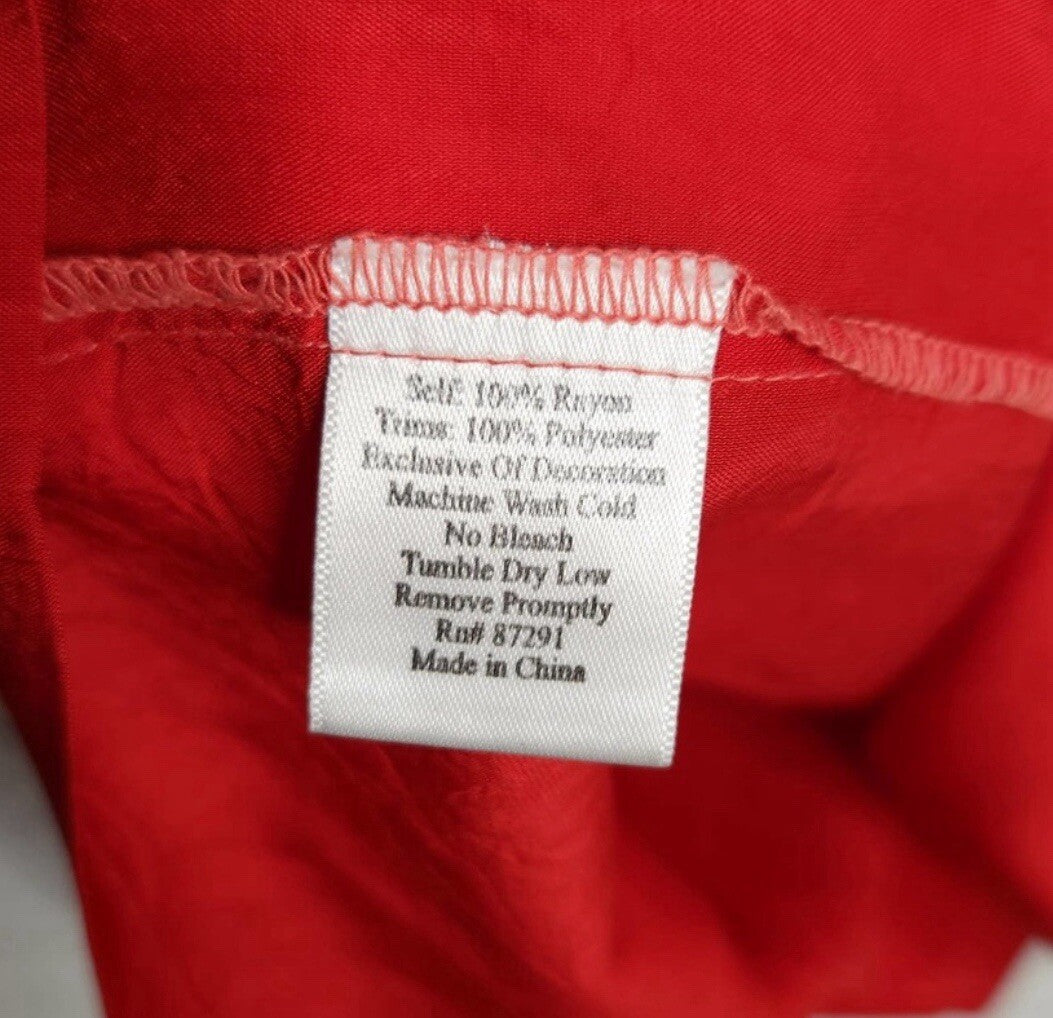 Self: 100% Rayon
Trims: 100% Polyester
Exclusive Of Decoration
Machine Wash Cold
No Bleach
Tumble Dry Low
Remove Promptly
Rn# 87291
Made in China